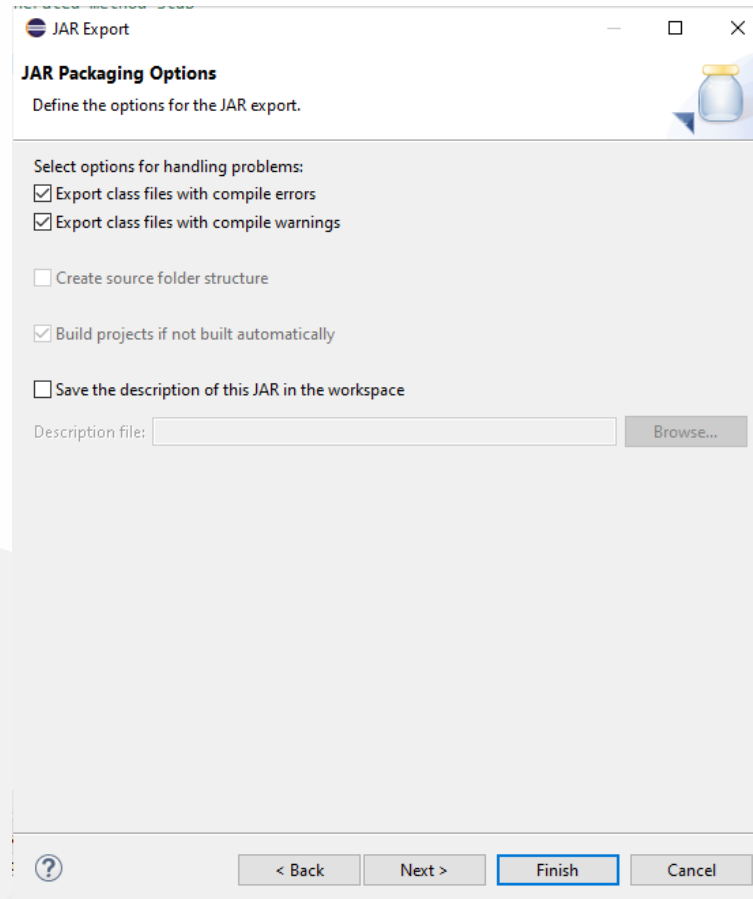 JAR Export
JAR Packaging Options
Define the options for the JAR export.
Select options for handling problems:
Export class files with compile errors
Export class files with compile warnings
Create source folder structure
Build projects if not built automatically
Save the description of this JAR in the workspace
Description file:
Browse...
< Back
Next >
Finish
Cancel